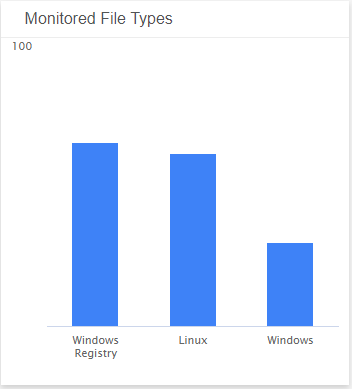 Monitored File Types
100
Windows
Registry
Linux
Windows